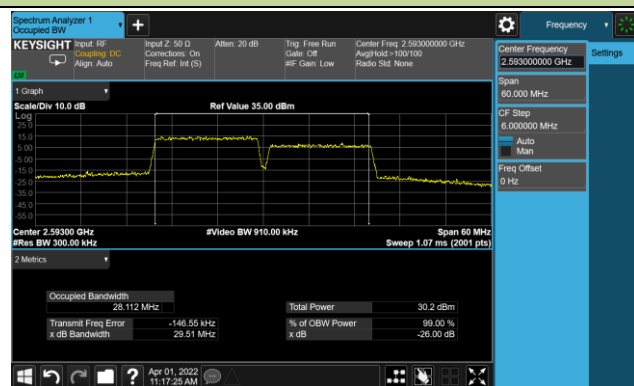 Spectrum Analyzer 1
Occupied BW
Frequency
KEYSIGHT
Input: RF
Coupling: DC
Align: Auto
Input Z: 50 Ω
Corrections: On
Freq Ref: Int (S)
Atten: 20 dB
Trig: Free Run
Gate: Off
#IF Gain: Low
Center Freq: 2.593000000 GHz
Avg|Hold:>100/100
Radio Std: None
1 Graph
Scale/Div 10.0 dB
Ref Value 35.00 dBm
Log
25.0
15.0
5.00
-5.00
-15.0
-25.0
-35.0
-45.0
-55.0
Center 2.59300 GHz
#Res BW 300.00 kHz
#Video BW 910.00 kHz
Span 60 MHz
Sweep 1.07 ms (2001 pts)
2 Metrics
Occupied Bandwidth
28.112 MHz
Total Power 30.2 dBm
Transmit Freq Error -146.55 kHz
% of OBW Power 99.00 %
x dB Bandwidth 29.51 MHz
x dB -26.00 dB
Apr 01, 2022
11:17:25 AM
Center Frequency
2.593000000 GHz
Settings
Span
60.000 MHz
CF Step
6.000000 MHz
Auto
Man
Freq Offset
0 Hz